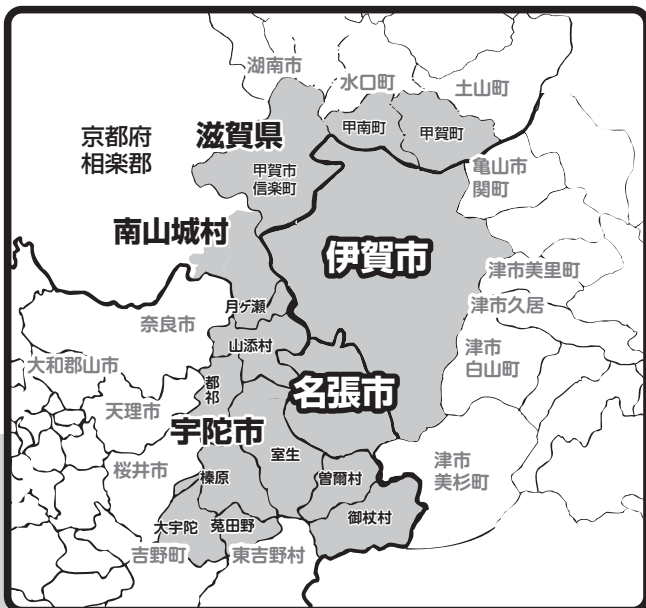 湖南市
水口町
土山町
京都府
相楽郡
滋賀県
甲南町
甲賀町
甲賀市
信楽町
亀山市
関町
南山城村
伊賀市
津市美里町
月ヶ瀬
津市久居
奈良市
山添村
津市
白山町
大和郡山市
都祁
名張市
天理市
宇陀市
室生
津市
美杉町
桜井市
榛原
曽爾村
御杖村
大宇陀
菟田野
吉野町
東吉野村